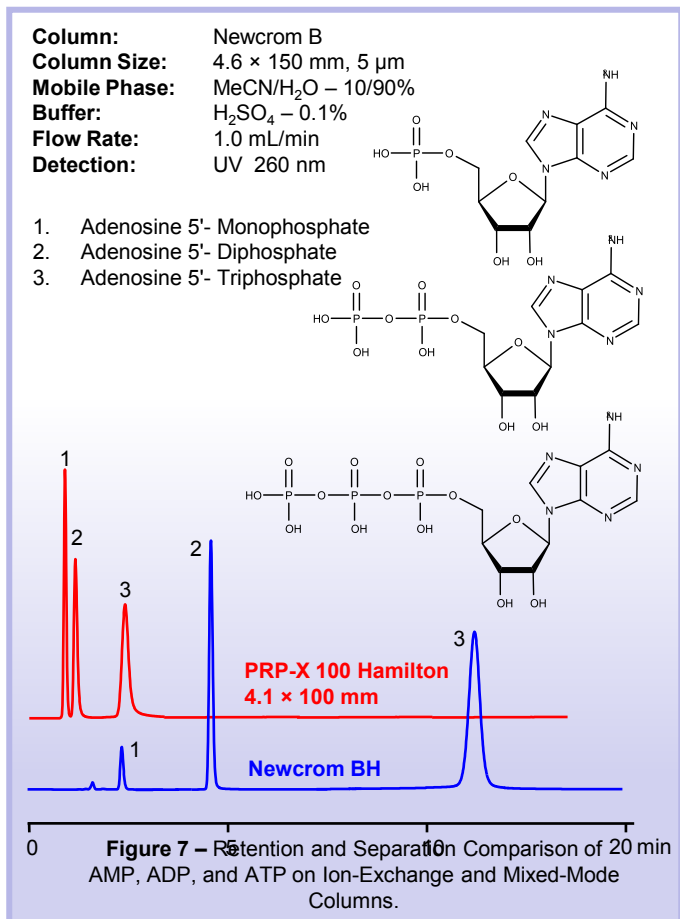 Column: Newcrom B
Column Size: 4.6 × 150 mm, 5 µm
Mobile Phase: MeCN/H₂O – 10/90%
Buffer: H₂SO₄ – 0.1%
Flow Rate: 1.0 mL/min
Detection: UV 260 nm
1. Adenosine 5'- Monophosphate
2. Adenosine 5'- Diphosphate
3. Adenosine 5'- Triphosphate
NH
N
N
N
N
O
HO P O
OH
O
OH OH
NH
N
N
N
N
O O
HO P O P O
OH OH
O
OH OH
NH
N
N
N
N
O O O
HO P O P O P O
OH OH OH
O
OH OH
1
2
3
2
3
1
PRP-X 100 Hamilton
4.1 × 100 mm
Newcrom BH
0 5 10 20 min
Figure 7 – Retention and Separation Comparison of
AMP, ADP, and ATP on Ion-Exchange and Mixed-Mode
Columns.